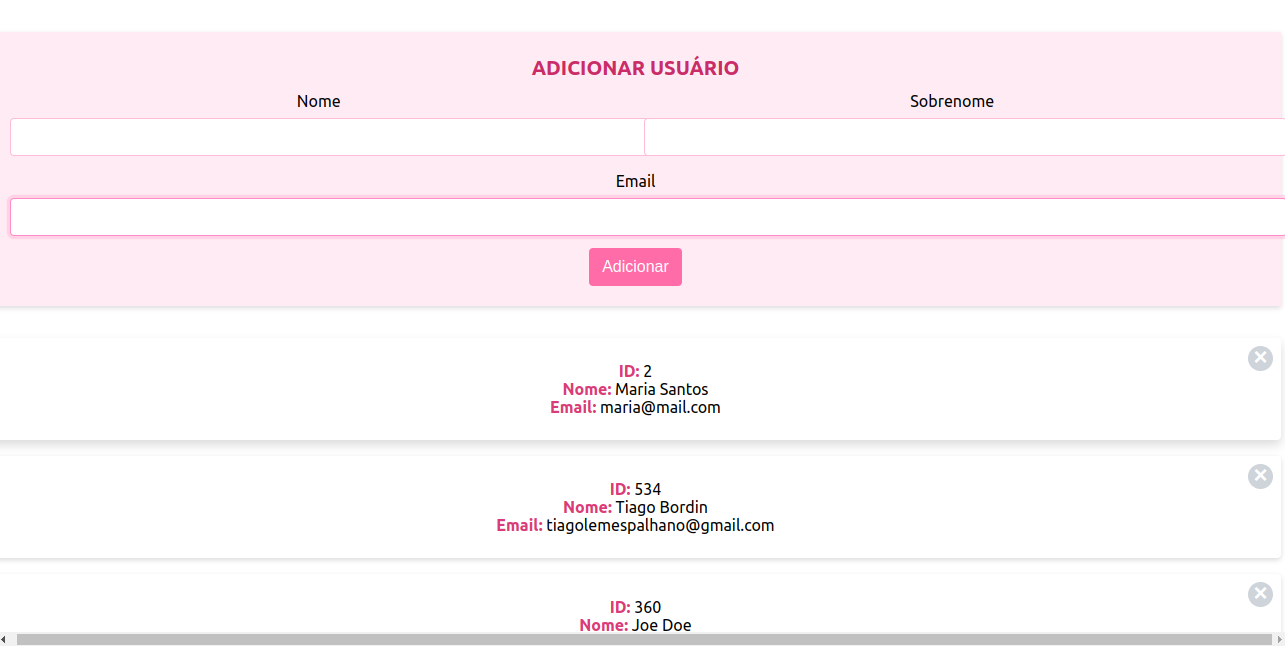 ADICIONAR USUÁRIO
Nome
Sobrenome
Email
Adicionar
ID: 2
Nome: Maria Santos
Email: maria@mail.com
ID: 534
Nome: Tiago Bordin
Email: tiagolemespalhano@gmail.com
ID: 360
Nome: Joe Doe